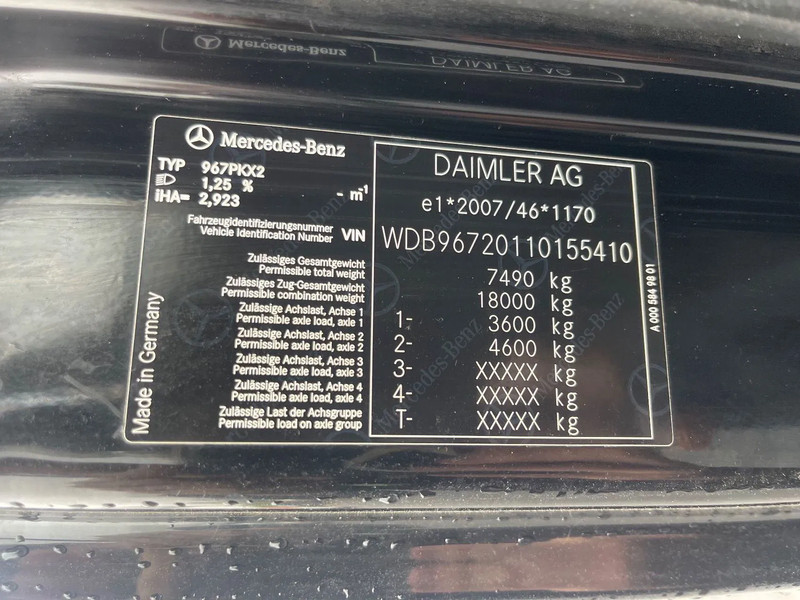 Mercedes-Benz
DAIMLER AG
Mercedes-Benz
TYP 967PKX2
1,25 % - m⁻¹
iHA= 2,923
Fahrzeugidentifizierungsnummer
Vehicle Identification Number VIN
Zulässiges Gesamtgewicht
Permissible total weight
Zulässiges Zug-Gesamtgewicht
Permissible combination weight
Zulässige Achslast, Achse 1
Permissible axle load, axle 1
Zulässige Achslast, Achse 2
Permissible axle load, axle 2
Zulässige Achslast, Achse 3
Permissible axle load, axle 3
Zulässige Achslast, Achse 4
Permissible axle load, axle 4
Zulässige Last der Achsgruppe
Permissible load on axle group
Made in Germany
DAIMLER AG
e1*2007/46*1170
WDB96720110155410
7490 kg
18000 kg
1- 3600 kg
2- 4600 kg
3- XXXXX kg
4- XXXXX kg
T- XXXXX kg
A 000 584 98 01
Mercedes-Benz